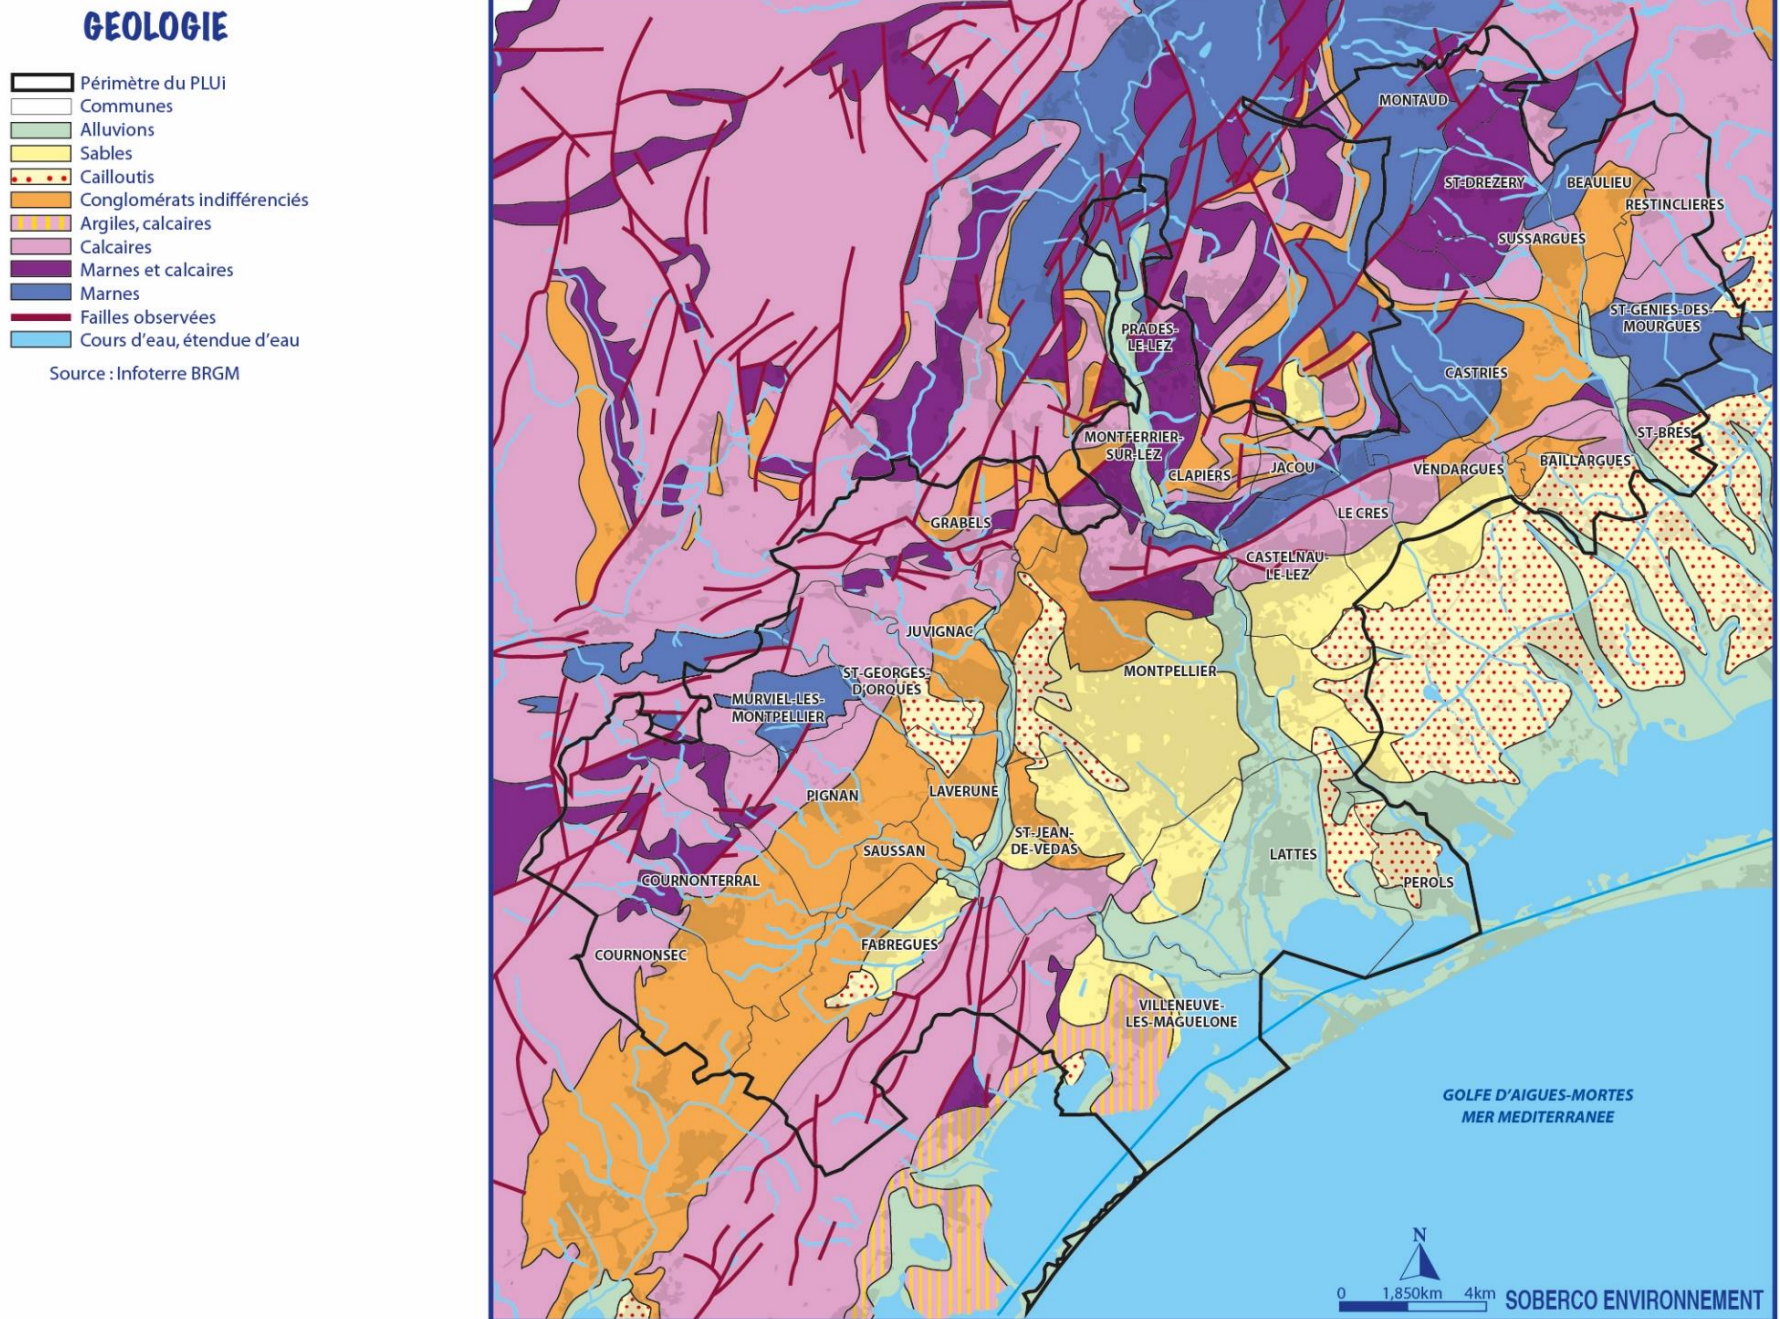 GEOLOGIE
Périmètre du PLUi
Communes
Alluvions
Sables
Cailloutis
Conglomérats indifférenciés
Argiles, calcaires
Calcaires
Marnes et calcaires
Marnes
Failles observées
Cours d'eau, étendue d'eau
Source : Infoterre BRGM
MONTAUD
ST-DREZERY
BEAULIEU
RESTINCLIERES
SUSSARGUES
ST-GENIES-DES-
MOURGUES
PRADES-
LE-LEZ
CASTRIES
MONTFERRIER-
SUR-LEZ
CLAPIERS
JACOU
VENDARGUES
BAILLARGUES
ST-BRES
GRABELS
LE CRES
CASTELNAU-
LE-LEZ
JUVIGNAC
ST-GEORGES-
D'ORQUES
MONTPELLIER
MURVIEL-LES-
MONTPELLIER
PIGNAN
LAVERUNE
ST-JEAN-
DE-VEDAS
SAUSSAN
LATTES
COURNONTERRAL
PEROLS
FABREGUES
COURNONSEC
VILLENEUVE-
LES-MAGUELONE
GOLFE D'AIGUES-MORTES
MER MEDITERRANEE
N
0 1,850km 4km
SOBERCO ENVIRONNEMENT